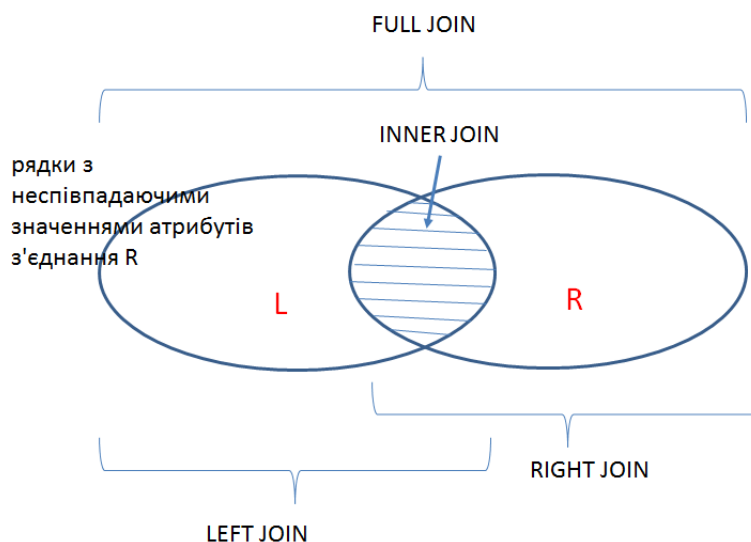 FULL JOIN
INNER JOIN
рядки з
неспівпадаючими
значеннями атрибутів
з'єднання R
L
R
RIGHT JOIN
LEFT JOIN